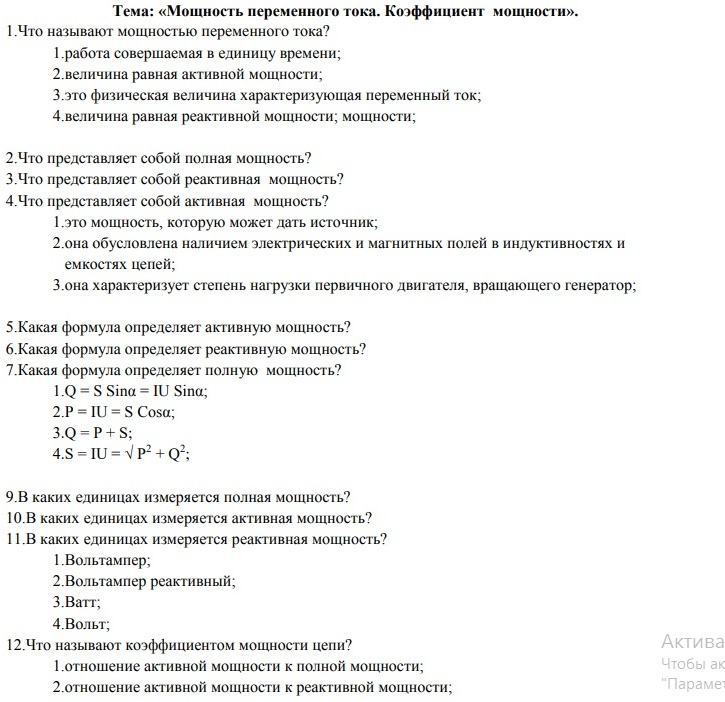 Тема: «Мощность переменного тока. Коэффициент мощности».
1.Что называют мощностью переменного тока?
1.работа совершаемая в единицу времени;
2.величина равная активной мощности;
3.это физическая величина характеризующая переменный ток;
4.величина равная реактивной мощности; мощности;
2.Что представляет собой полная мощность?
3.Что представляет собой реактивная мощность?
4.Что представляет собой активная мощность?
1.это мощность, которую может дать источник;
2.она обусловлена наличием электрических и магнитных полей в индуктивностях и
емкостях цепей;
3.она характеризует степень нагрузки первичного двигателя, вращающего генератор;
5.Какая формула определяет активную мощность?
6.Какая формула определяет реактивную мощность?
7.Какая формула определяет полную мощность?
1.Q = S Sinα = IU Sinα;
2.P = IU = S Cosα;
3.Q = P + S;
4.S = IU = √ P² + Q²;
9.В каких единицах измеряется полная мощность?
10.В каких единицах измеряется активная мощность?
11.В каких единицах измеряется реактивная мощность?
1.Вольтампер;
2.Вольтампер реактивный;
3.Ватт;
4.Вольт;
12.Что называют коэффициентом мощности цепи?
1.отношение активной мощности к полной мощности;
2.отношение активной мощности к реактивной мощности;
Актива
Чтобы ак
"Парамет